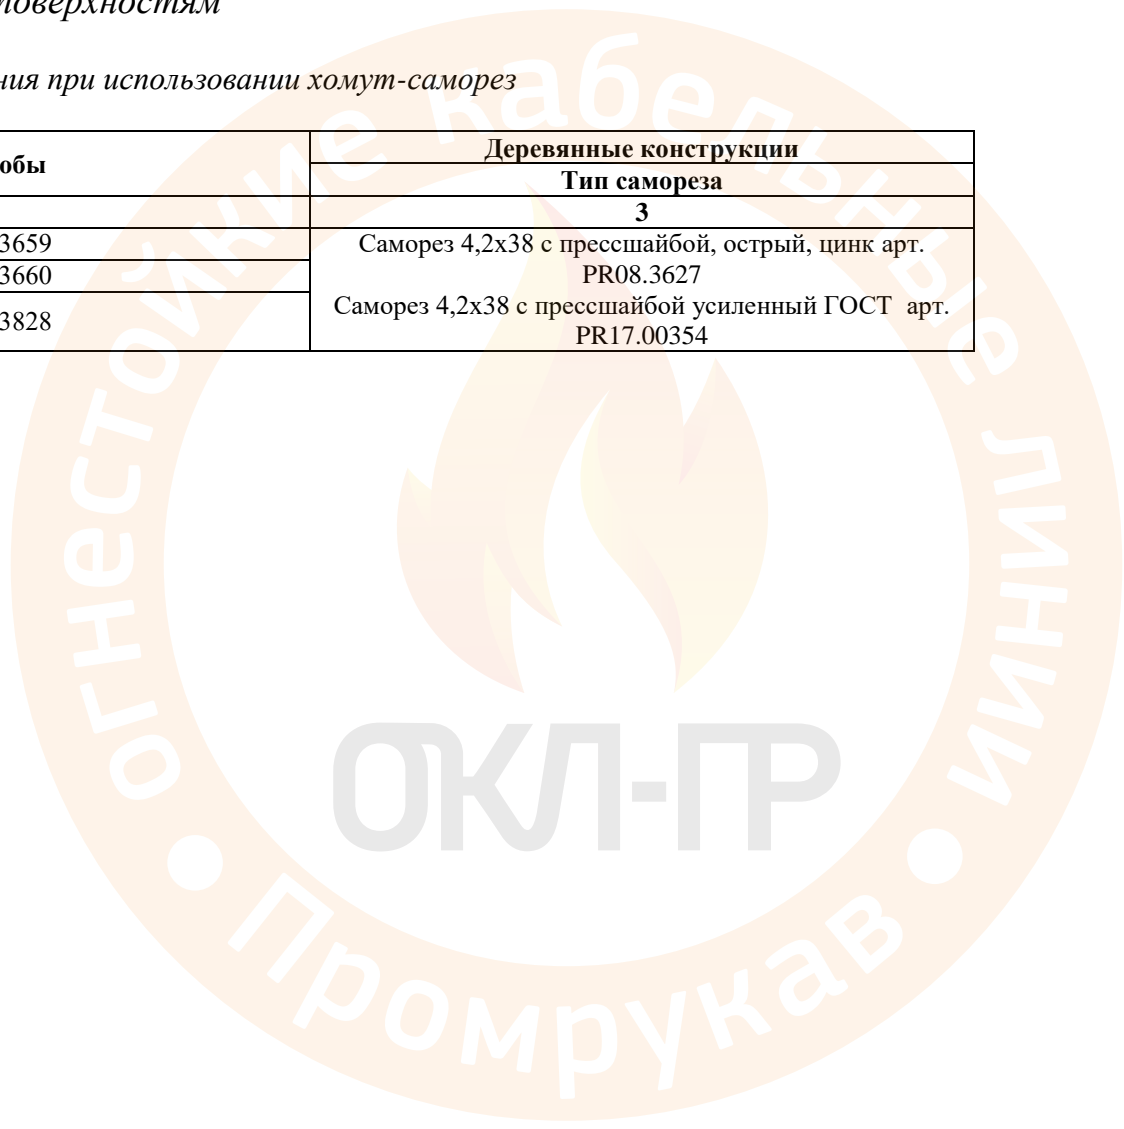 поверхностям
ния при использовании хомут-саморез
обы
Деревянные конструкции
Тип самореза
3
3659
Саморез 4,2х38 с прессшайбой, острый, цинк арт.
3660
PR08.3627
3828
Саморез 4,2х38 с прессшайбой усиленный ГОСТ арт.
PR17.00354
огнестойкие кабельные линии
ОКЛ-ПР
Промрукав